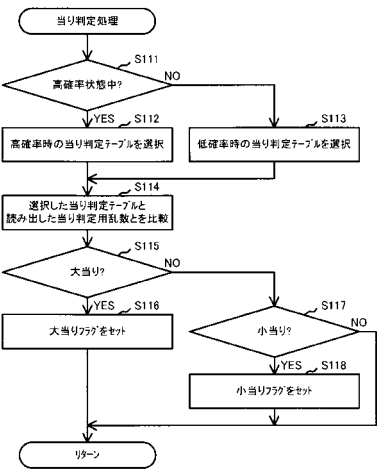 当り判定処理
S111
高確率状態中?
NO
YES
S112
S113
高確率時の当り判定テーブルを選択
低確率時の当り判定テーブルを選択
S114
選択した当り判定テーブルと
読み出した当り判定用乱数とを比較
S115
大当り?
NO
YES
S116
大当りフラグをセット
S117
小当り?
NO
YES
S118
小当りフラグをセット
リターン